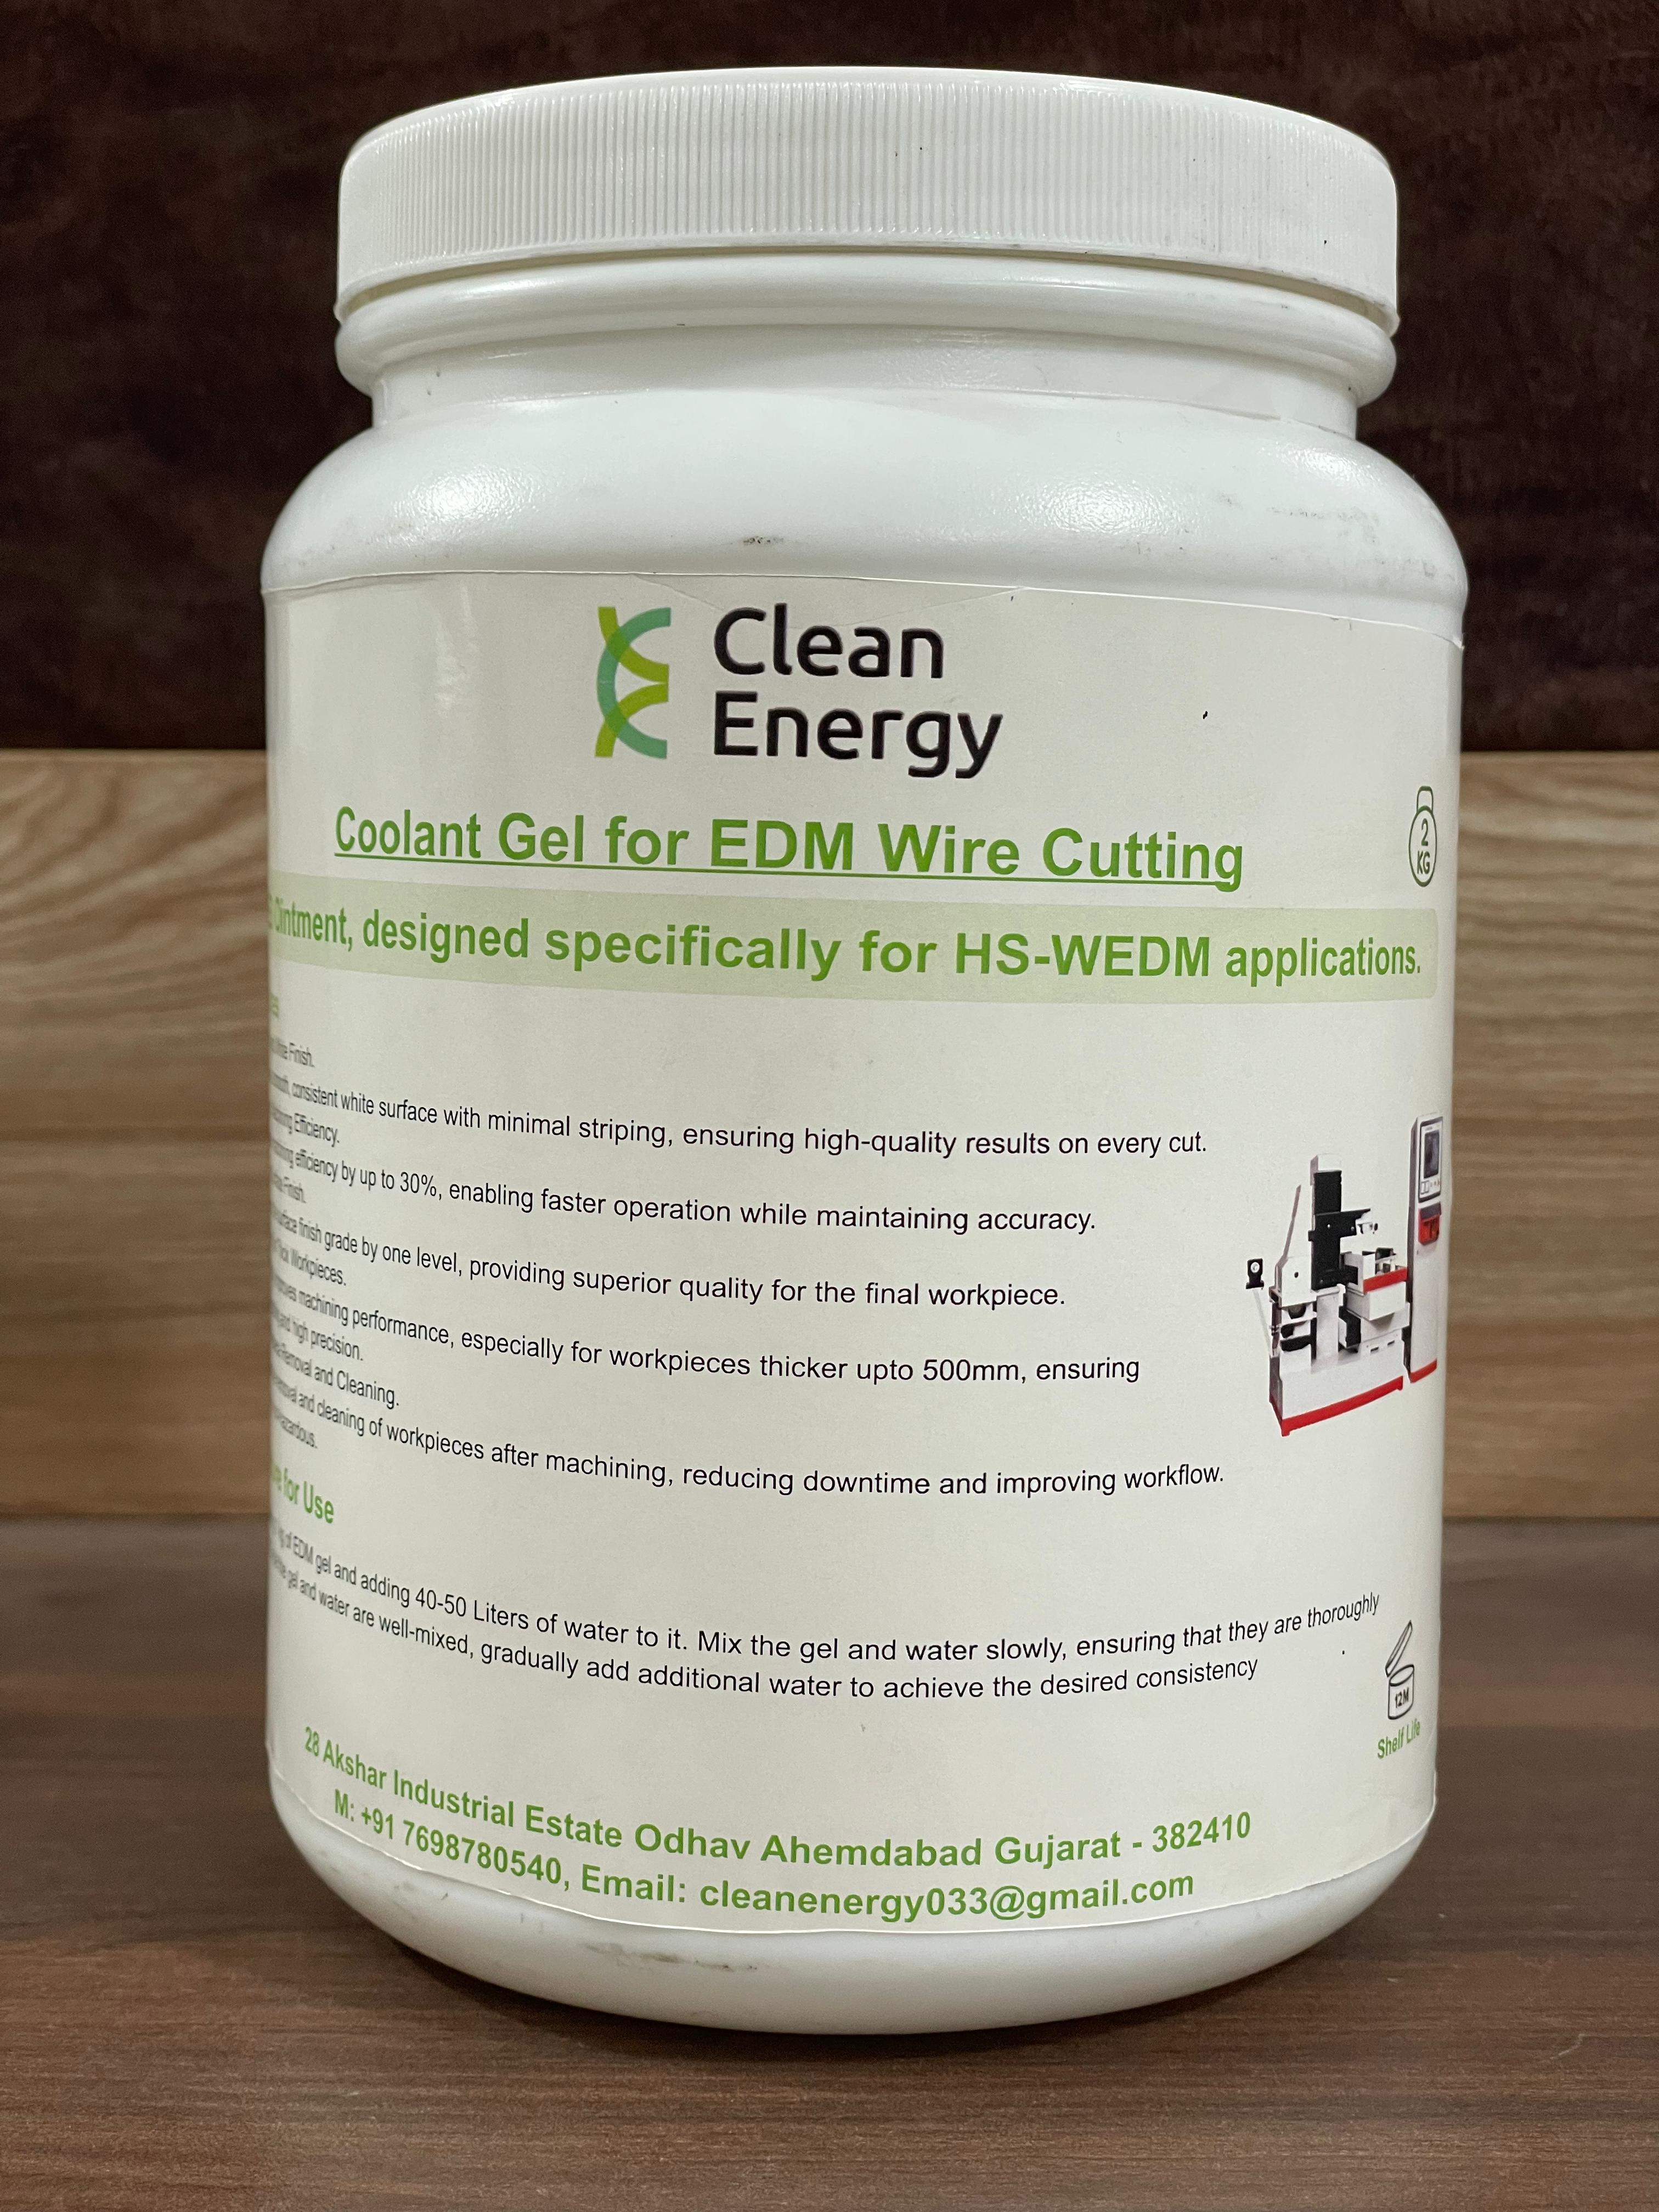 Clean
Energy
Coolant Gel for EDM Wire Cutting
2
KG
Ointment, designed specifically for HS-WEDM applications.
Finish.
consistent white surface with minimal striping, ensuring high-quality results on every cut.
Efficiency.
efficiency by up to 30%, enabling faster operation while maintaining accuracy.
Finish.
surface finish grade by one level, providing superior quality for the final workpiece.
Workpieces.
machining performance, especially for workpieces thicker upto 500mm, ensuring
and high precision.
Removal and Cleaning.
and cleaning of workpieces after machining, reducing downtime and improving workflow.
for Use
of EDM gel and adding 40-50 Liters of water to it. Mix the gel and water slowly, ensuring that they are thoroughly
gel and water are well-mixed, gradually add additional water to achieve the desired consistency
12M
Shelf Life
28 Akshar Industrial Estate Odhav Ahemdabad Gujarat - 382410
M: +91 7698780540, Email: cleanenergy033@gmail.com